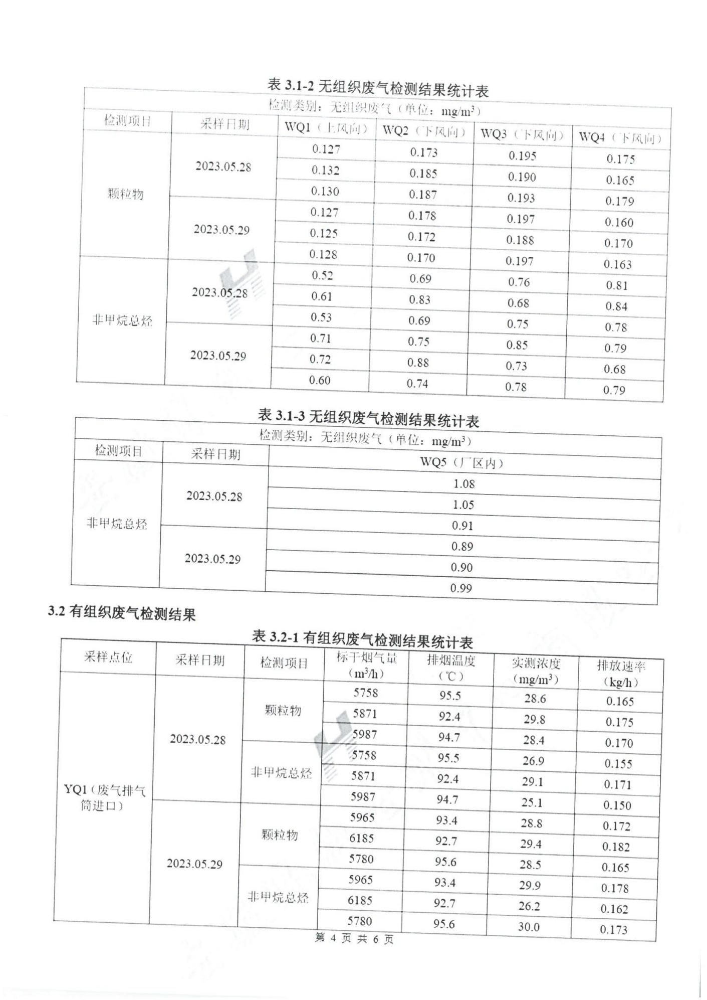 表 3.1-2 无组织废气检测结果统计表
检测类别：无组织废气（单位：mg/m³）
检测项目 采样日期 WQ1（上风向） WQ2（下风向） WQ3（下风向） WQ4（下风向）
颗粒物 2023.05.28 0.127 0.173 0.195 0.175
0.132 0.185 0.190 0.165
0.130 0.187 0.193 0.179
2023.05.29 0.127 0.178 0.197 0.160
0.125 0.172 0.188 0.170
0.128 0.170 0.197 0.163
非甲烷总烃 2023.05.28 0.52 0.69 0.76 0.81
0.61 0.83 0.68 0.84
0.53 0.69 0.75 0.78
2023.05.29 0.71 0.75 0.85 0.79
0.72 0.88 0.73 0.68
0.60 0.74 0.78 0.79
表 3.1-3 无组织废气检测结果统计表
检测类别：无组织废气（单位：mg/m³）
检测项目 采样日期 WQ5（厂区内）
非甲烷总烃 2023.05.28 1.08
1.05
0.91
2023.05.29 0.89
0.90
0.99
3.2 有组织废气检测结果
表 3.2-1 有组织废气检测结果统计表
采样点位 采样日期 检测项目 标干烟气量（m³/h） 排烟温度（℃） 实测浓度（mg/m³） 排放速率（kg/h）
YQ1（废气排气筒进口） 2023.05.28 颗粒物 5758 95.5 28.6 0.165
5871 92.4 29.8 0.175
5987 94.7 28.4 0.170
非甲烷总烃 5758 95.5 26.9 0.155
5871 92.4 29.1 0.171
5987 94.7 25.1 0.150
2023.05.29 颗粒物 5965 93.4 28.8 0.172
6185 92.7 29.4 0.182
5780 95.6 28.5 0.165
非甲烷总烃 5965 93.4 29.9 0.178
6185 92.7 26.2 0.162
5780 95.6 30.0 0.173
第 4 页 共 6 页